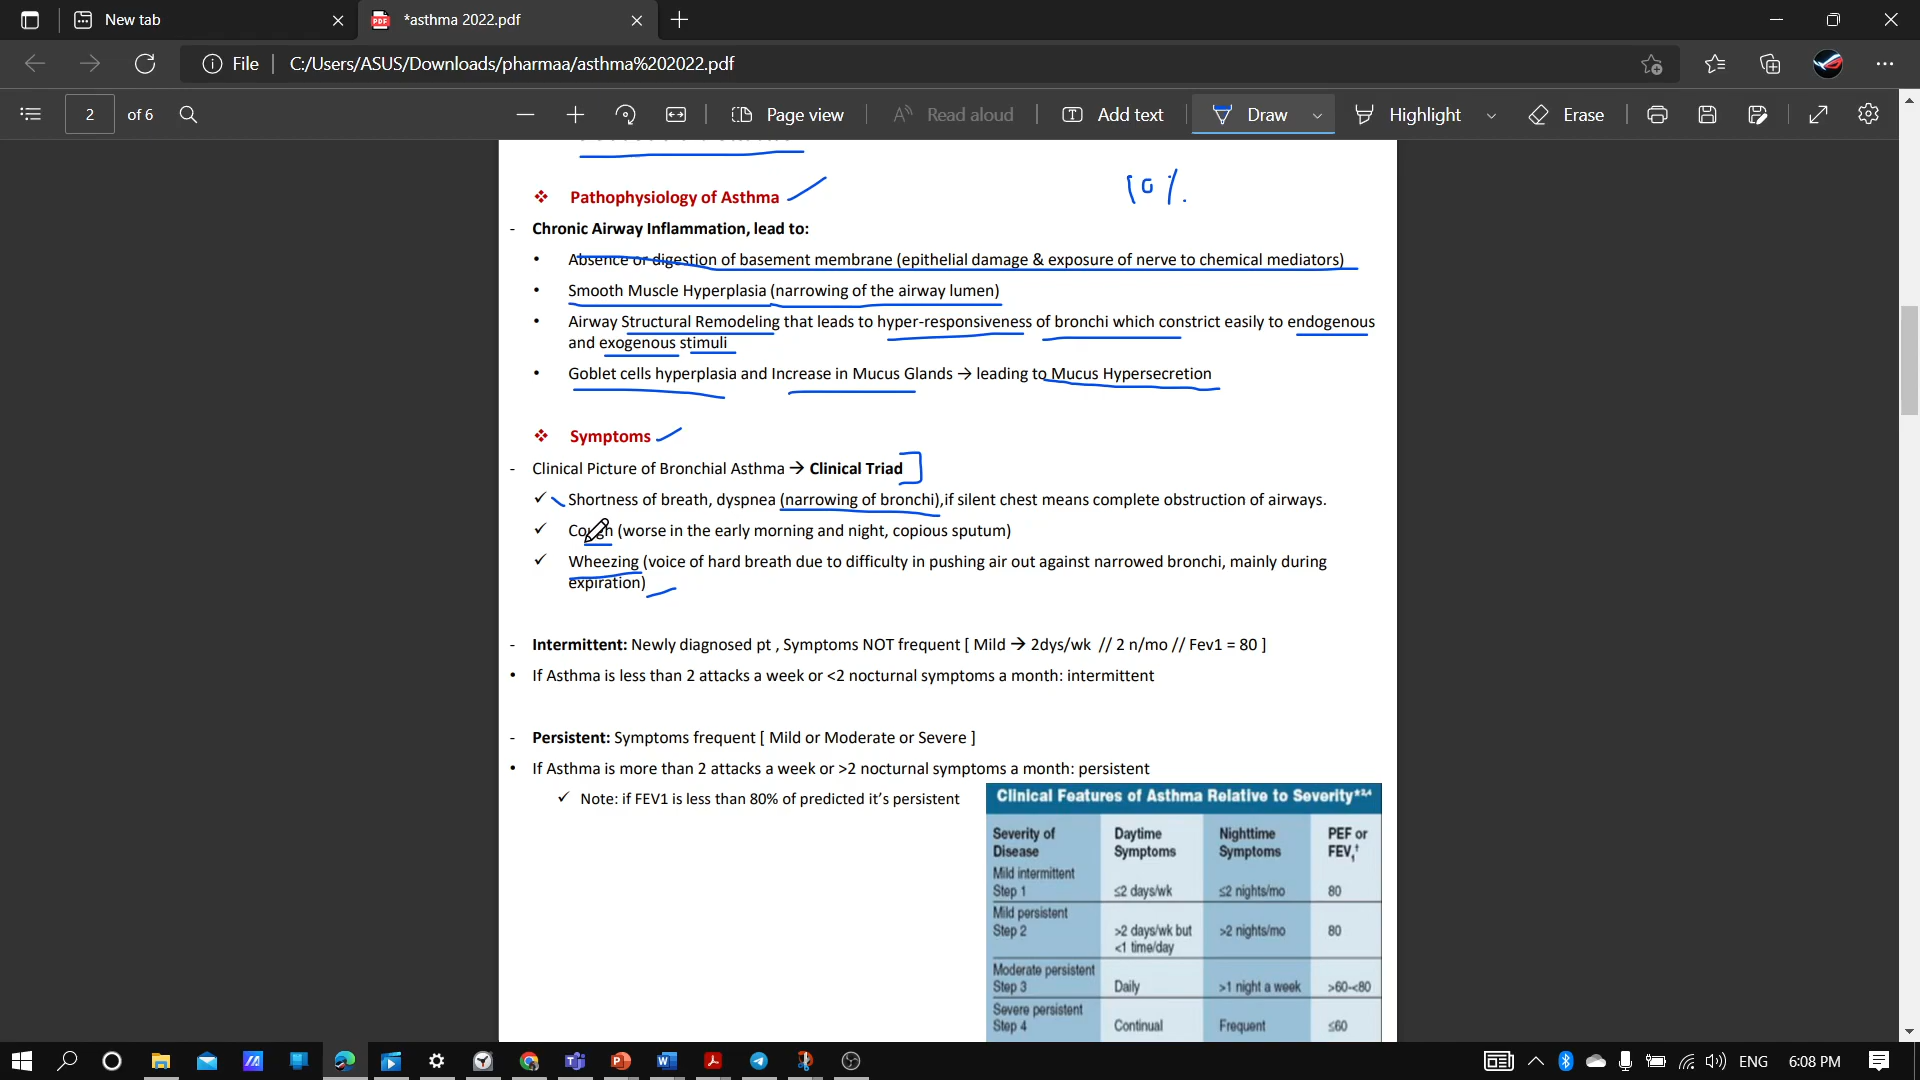 New tab
*asthma 2022.pdf
File
C:/Users/ASUS/Downloads/pharmaa/asthma%202022.pdf
2 of 6
Page view
Read aloud
Add text
Draw
Highlight
Erase
❖ Pathophysiology of Asthma
10 %.
- Chronic Airway Inflammation, lead to:
• Absence or digestion of basement membrane (epithelial damage & exposure of nerve to chemical mediators)
• Smooth Muscle Hyperplasia (narrowing of the airway lumen)
• Airway Structural Remodeling that leads to hyper-responsiveness of bronchi which constrict easily to endogenous
and exogenous stimuli
• Goblet cells hyperplasia and Increase in Mucus Glands → leading to Mucus Hypersecretion
❖ Symptoms
- Clinical Picture of Bronchial Asthma → Clinical Triad
✓ Shortness of breath, dyspnea (narrowing of bronchi),if silent chest means complete obstruction of airways.
✓ Cough (worse in the early morning and night, copious sputum)
✓ Wheezing (voice of hard breath due to difficulty in pushing air out against narrowed bronchi, mainly during
expiration)
- Intermittent: Newly diagnosed pt , Symptoms NOT frequent [ Mild → 2dys/wk // 2 n/mo // Fev1 = 80 ]
• If Asthma is less than 2 attacks a week or <2 nocturnal symptoms a month: intermittent
- Persistent: Symptoms frequent [ Mild or Moderate or Severe ]
• If Asthma is more than 2 attacks a week or >2 nocturnal symptoms a month: persistent
✓ Note: if FEV1 is less than 80% of predicted it's persistent
Clinical Features of Asthma Relative to Severity*2,4
Severity of Disease
Daytime Symptoms
Nighttime Symptoms
PEF or FEV₁†
Mild intermittent
Step 1 ≤2 days/wk ≤2 nights/mo 80
Mild persistent
Step 2 >2 days/wk but >2 nights/mo 80
<1 time/day
Moderate persistent
Step 3 Daily >1 night a week >60-<80
Severe persistent
Step 4 Continual Frequent ≤60
ENG
6:08 PM